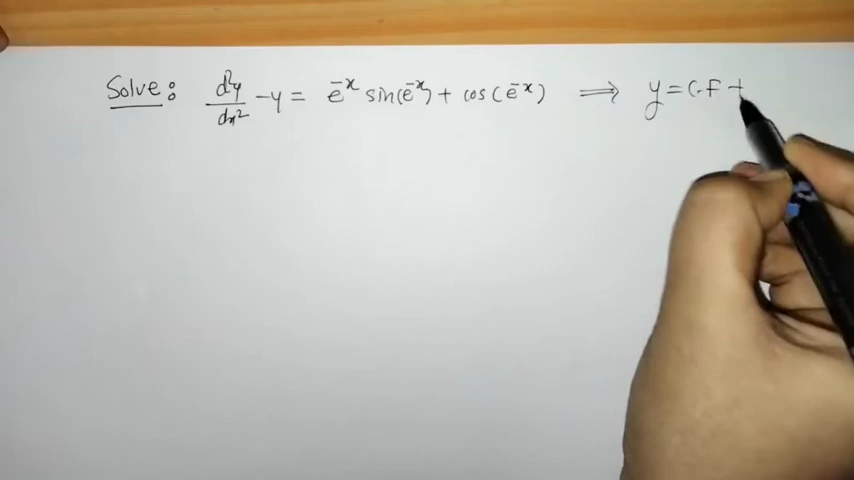 Solve: d²y/dx² - y = e⁻ˣ sin(e⁻ˣ) + cos(e⁻ˣ) ⟹ y = C.F +